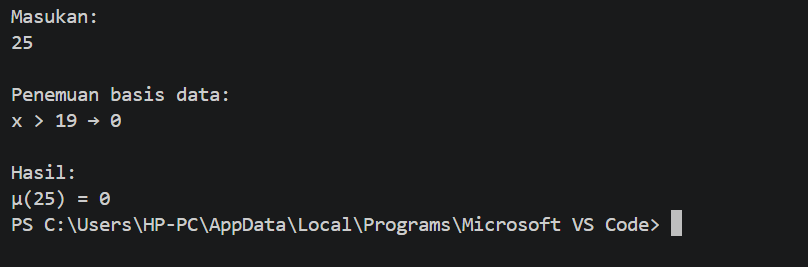 Masukan:
25
Penemuan basis data:
x > 19 → 0
Hasil:
μ(25) = 0
PS C:\Users\HP-PC\AppData\Local\Programs\Microsoft VS Code>